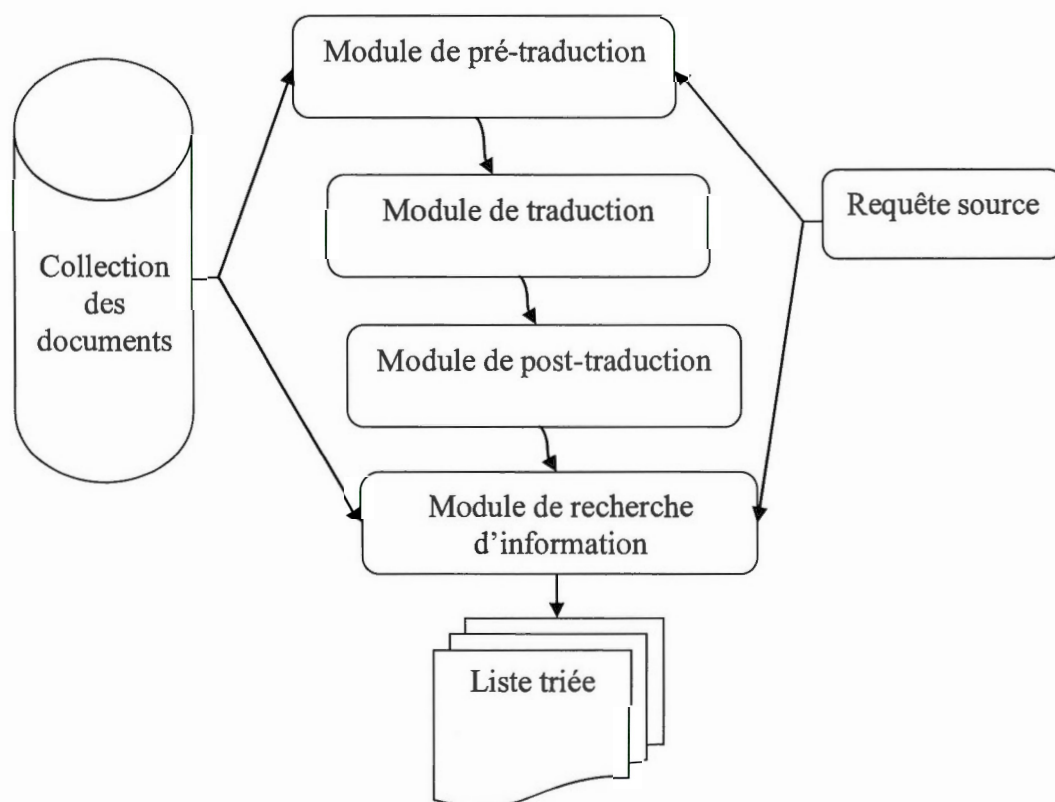 Module de pré-traduction
Module de traduction
Requête source
Collection
des
documents
Module de post-traduction
Module de recherche
d'information
Liste triée